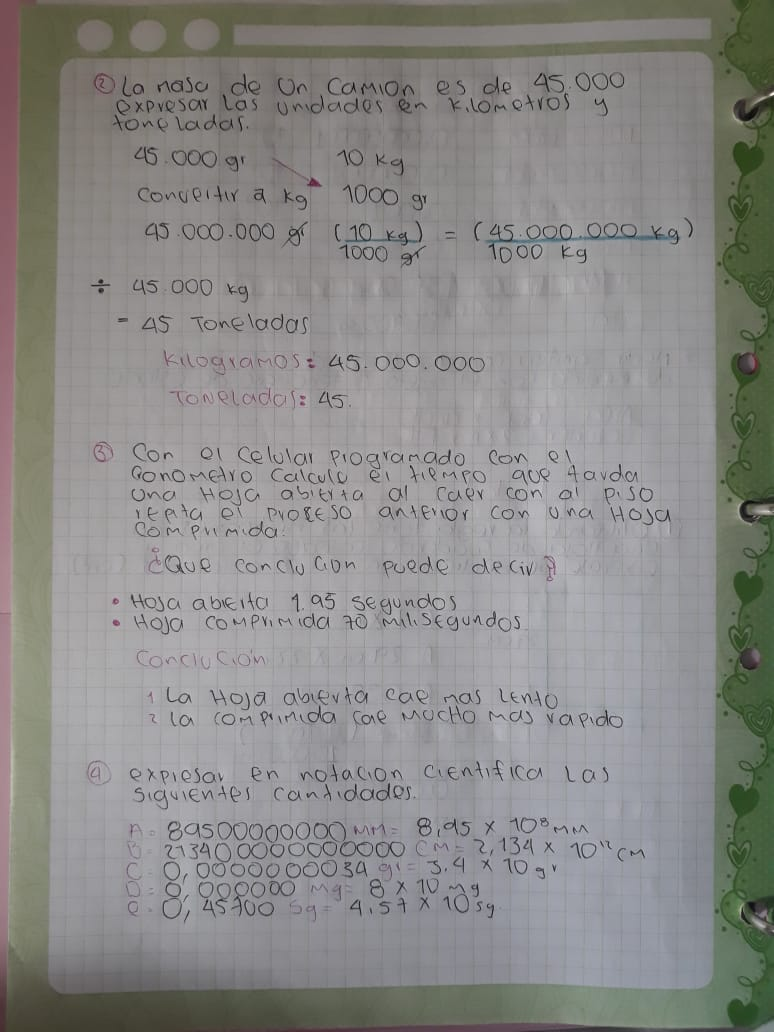 ② La masa de un camion es de 45.000
expresar las unidades en kilometros y
toneladas.
45.000 gr 10 kg
Convertir a kg 1000 gr
45.000.000 gr (10 kg) = (45.000.000 kg)
1000 gr 1000 kg
÷ 45.000 kg
= 45 Toneladas
Kilogramos: 45.000.000
Toneladas: 45.
③ Con el celular programado con el
conometro calcule el tiempo que tarda
una Hoja abierta al caer con al piso
repita el proceso anterior con una Hoja
comprimida.
¿Que conclucion puede decir?
• Hoja abierta 1.95 segundos
• Hoja comprimida 70 milisegundos
Conclución
1 La Hoja abierta cae mas lento
2 la comprimida cae mucho mas rapido
④ expresar en notacion cientifica las
siguientes cantidades.
A= 89500000000 MM= 8,95 x 10⁸ MM
B= 2134000000000000 CM= 2,134 x 10¹² CM
C= 0,0000000034 gr= 3.4 x 10 gr
D= 0,000000 Mg= 8 x 10 mg
e. 0,45700 Sg= 4.57 x 10 sg.